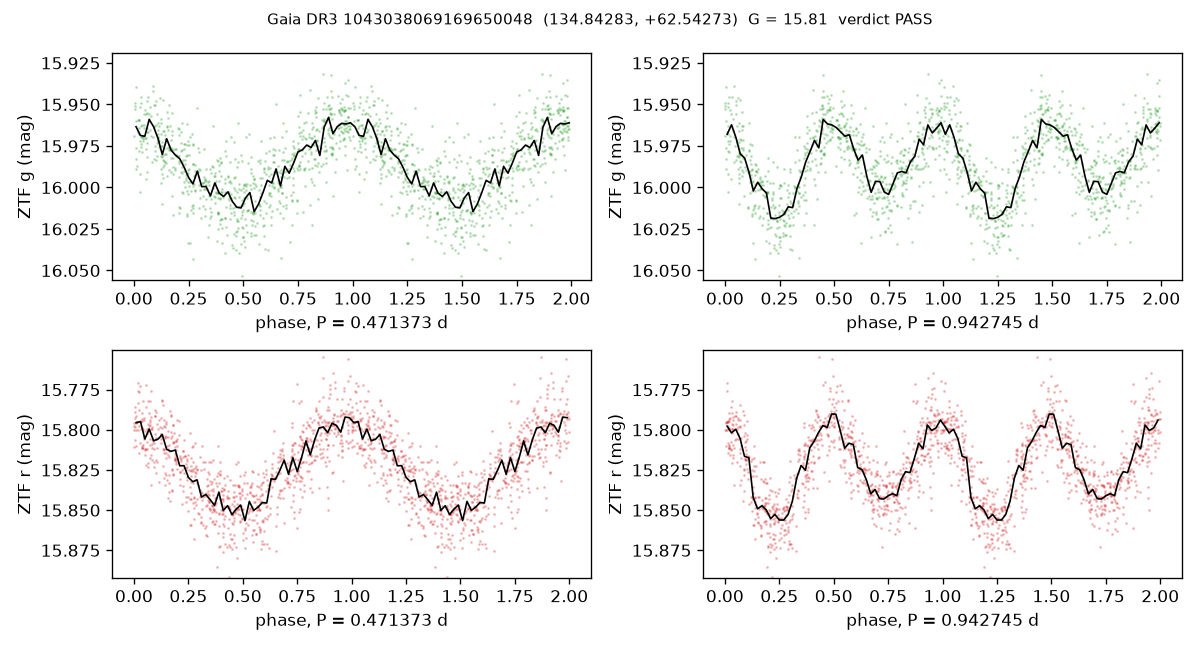 Gaia DR3 1043038069169650048  (134.84283, +62.54273)  G = 15.81  verdict PASS
ZTF g (mag)
15.925
15.950
15.975
16.000
16.025
16.050
0.00 0.25 0.50 0.75 1.00 1.25 1.50 1.75 2.00
phase, P = 0.471373 d
ZTF g (mag)
15.925
15.950
15.975
16.000
16.025
16.050
0.00 0.25 0.50 0.75 1.00 1.25 1.50 1.75 2.00
phase, P = 0.942745 d
ZTF r (mag)
15.775
15.800
15.825
15.850
15.875
0.00 0.25 0.50 0.75 1.00 1.25 1.50 1.75 2.00
phase, P = 0.471373 d
ZTF r (mag)
15.775
15.800
15.825
15.850
15.875
0.00 0.25 0.50 0.75 1.00 1.25 1.50 1.75 2.00
phase, P = 0.942745 d